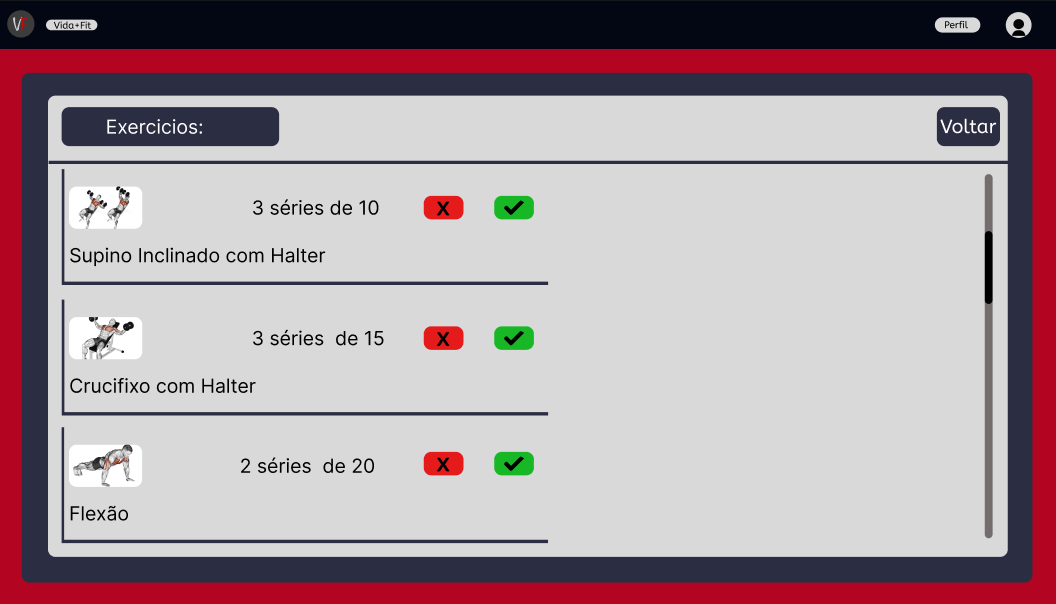 VF Vida+Fit Perfil
Exercicios: Voltar
3 séries de 10 X
Supino Inclinado com Halter
3 séries de 15 X
Crucifixo com Halter
2 séries de 20 X
Flexão